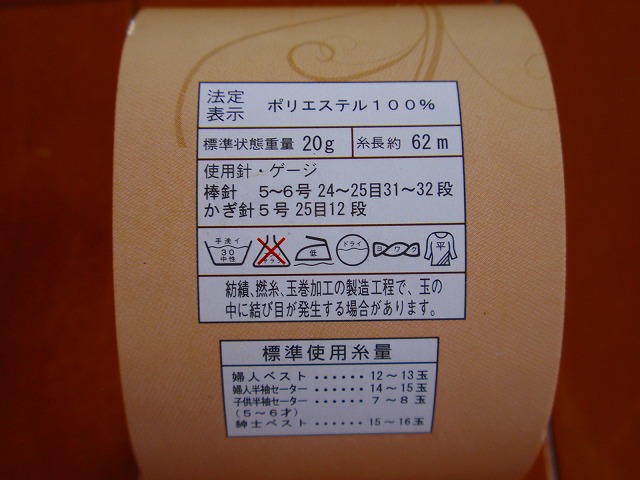 法定
表示
ポリエステル100%
標準状態重量 20g 糸長約 62m
使用針・ゲージ
棒針 5~6号 24~25目31~32段
かぎ針5号 25目12段
手洗イ
30
中性
低
ドライ
ヨワク
平
紡績、撚糸、玉巻加工の製造工程で、玉の
中に結び目が発生する場合があります。
標準使用糸量
婦人ベスト・・・・・・12~13玉
婦人半袖セーター・・・・・・14~15玉
子供半袖セーター・・・・・・7~8玉
(5~6才)
紳士ベスト・・・・・・15~16玉